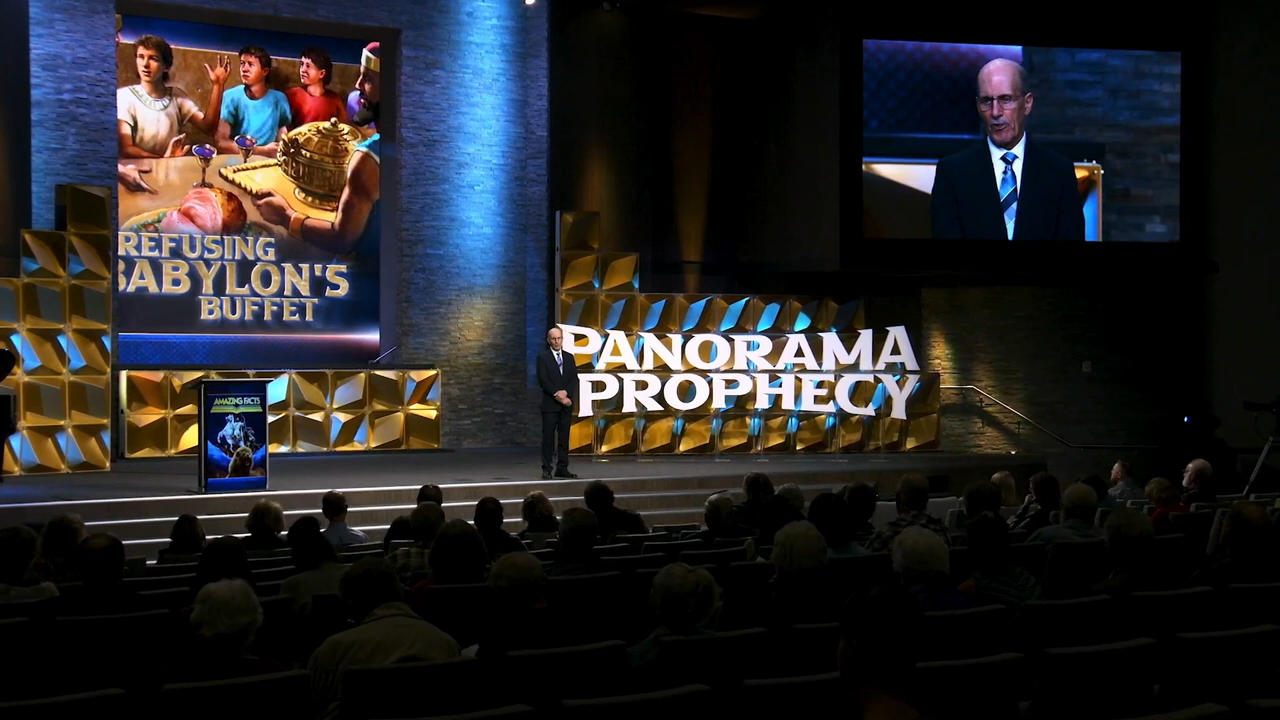 REFUSING
BABYLON'S
BUFFET
PANORAMA
PROPHECY
AMAZING FACTS